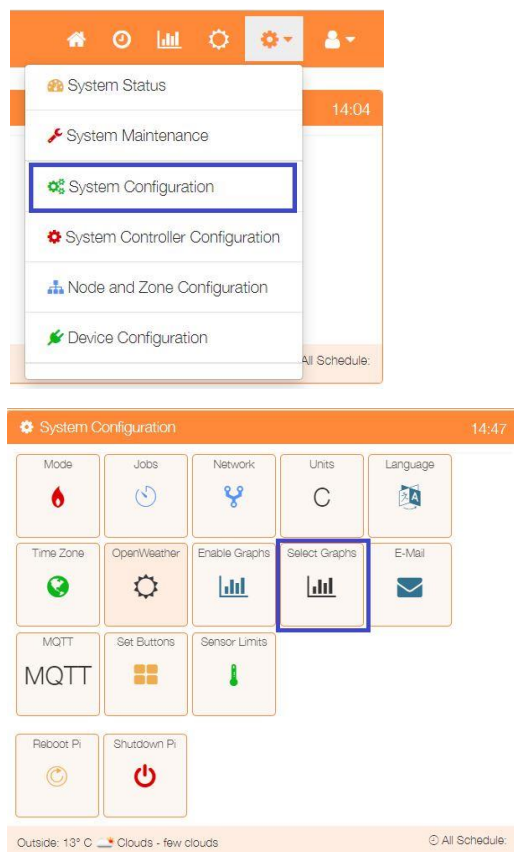 System Status
14:04
System Maintenance
System Configuration
System Controller Configuration
Node and Zone Configuration
Device Configuration
All Schedule:
System Configuration 14:47
Mode Jobs Network Units Language
C
Time Zone OpenWeather Enable Graphs Select Graphs E-Mail
MQTT Set Buttons Sensor Limits
MQTT
Reboot Pi Shutdown Pi
Outside: 13° C Clouds - few clouds All Schedule: